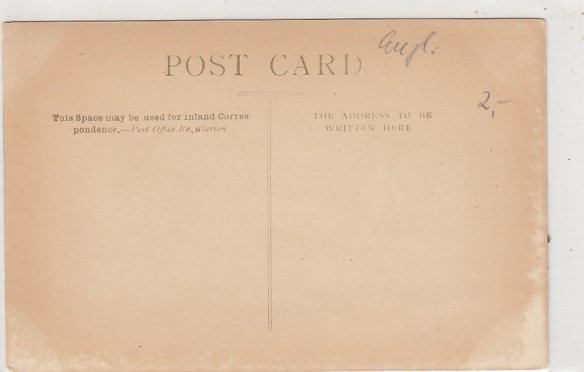 Engl.
POST CARD
2,-
This Space may be used for inland Corres
pondence.—Post Office Regulation
THE ADDRESS TO BE
WRITTEN HERE